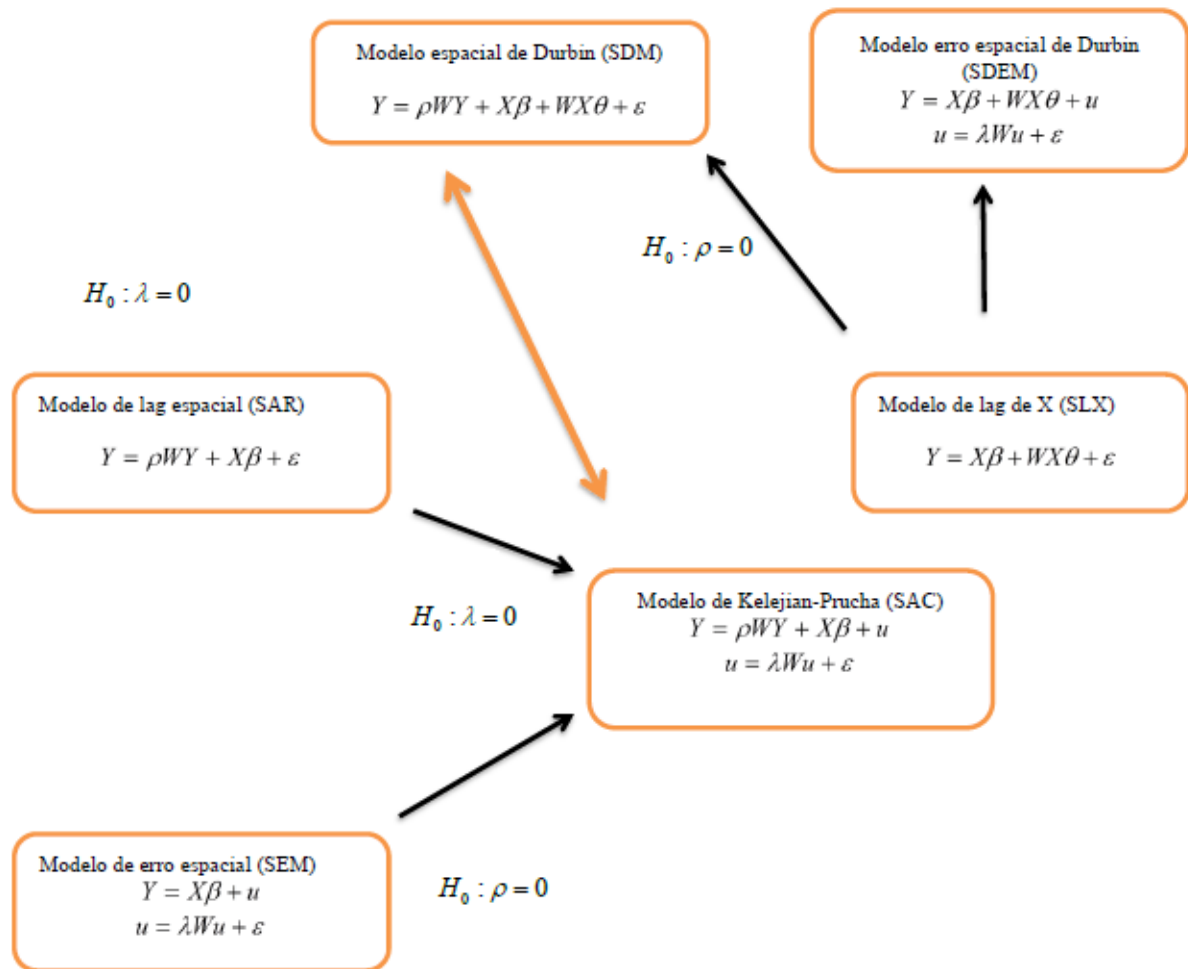 Modelo espacial de Durbin (SDM)
Y = ρWY + Xβ + WXθ + ε
Modelo erro espacial de Durbin
(SDEM)
Y = Xβ + WXθ + u
u = λWu + ε
H₀ : ρ = 0
H₀ : λ = 0
Modelo de lag espacial (SAR)
Y = ρWY + Xβ + ε
Modelo de lag de X (SLX)
Y = Xβ + WXθ + ε
H₀ : λ = 0
Modelo de Kelejian-Prucha (SAC)
Y = ρWY + Xβ + u
u = λWu + ε
Modelo de erro espacial (SEM)
Y = Xβ + u
u = λWu + ε
H₀ : ρ = 0